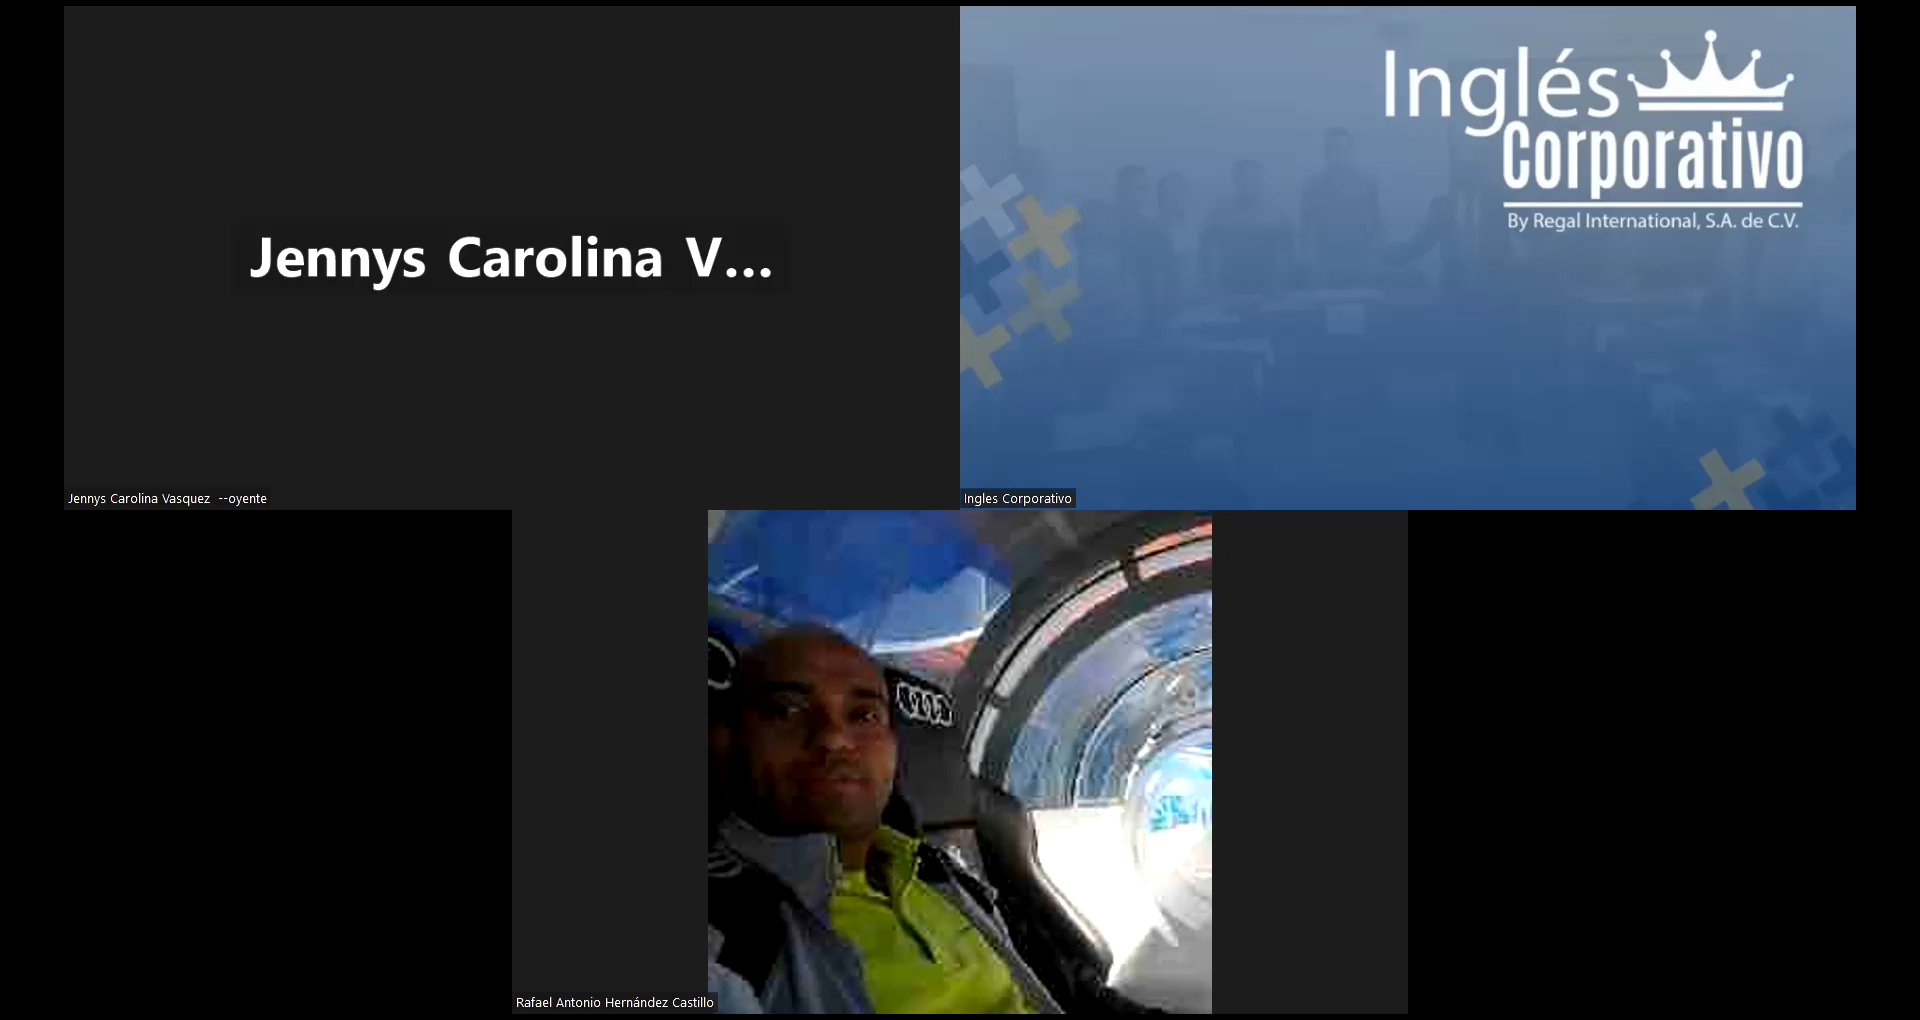 Jennys Carolina V...
Jennys Carolina Vasquez --oyente
Inglés
Corporativo
By Regal International, S.A. de C.V.
Ingles Corporativo
Rafael Antonio Hernández Castillo